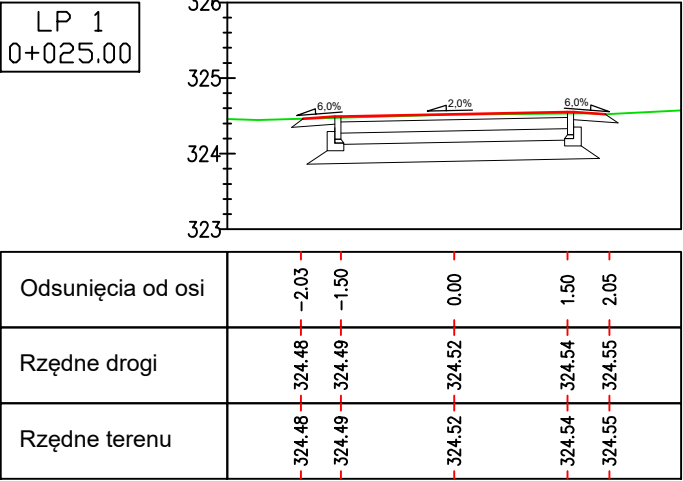 LP 1
0+025.00
326
325
324
323
6,0%
2,0%
6,0%
Odsunięcia od osi -2.03 -1.50 0.00 1.50 2.05
Rzędne drogi 324.48 324.49 324.52 324.54 324.55
Rzędne terenu 324.48 324.49 324.52 324.54 324.55